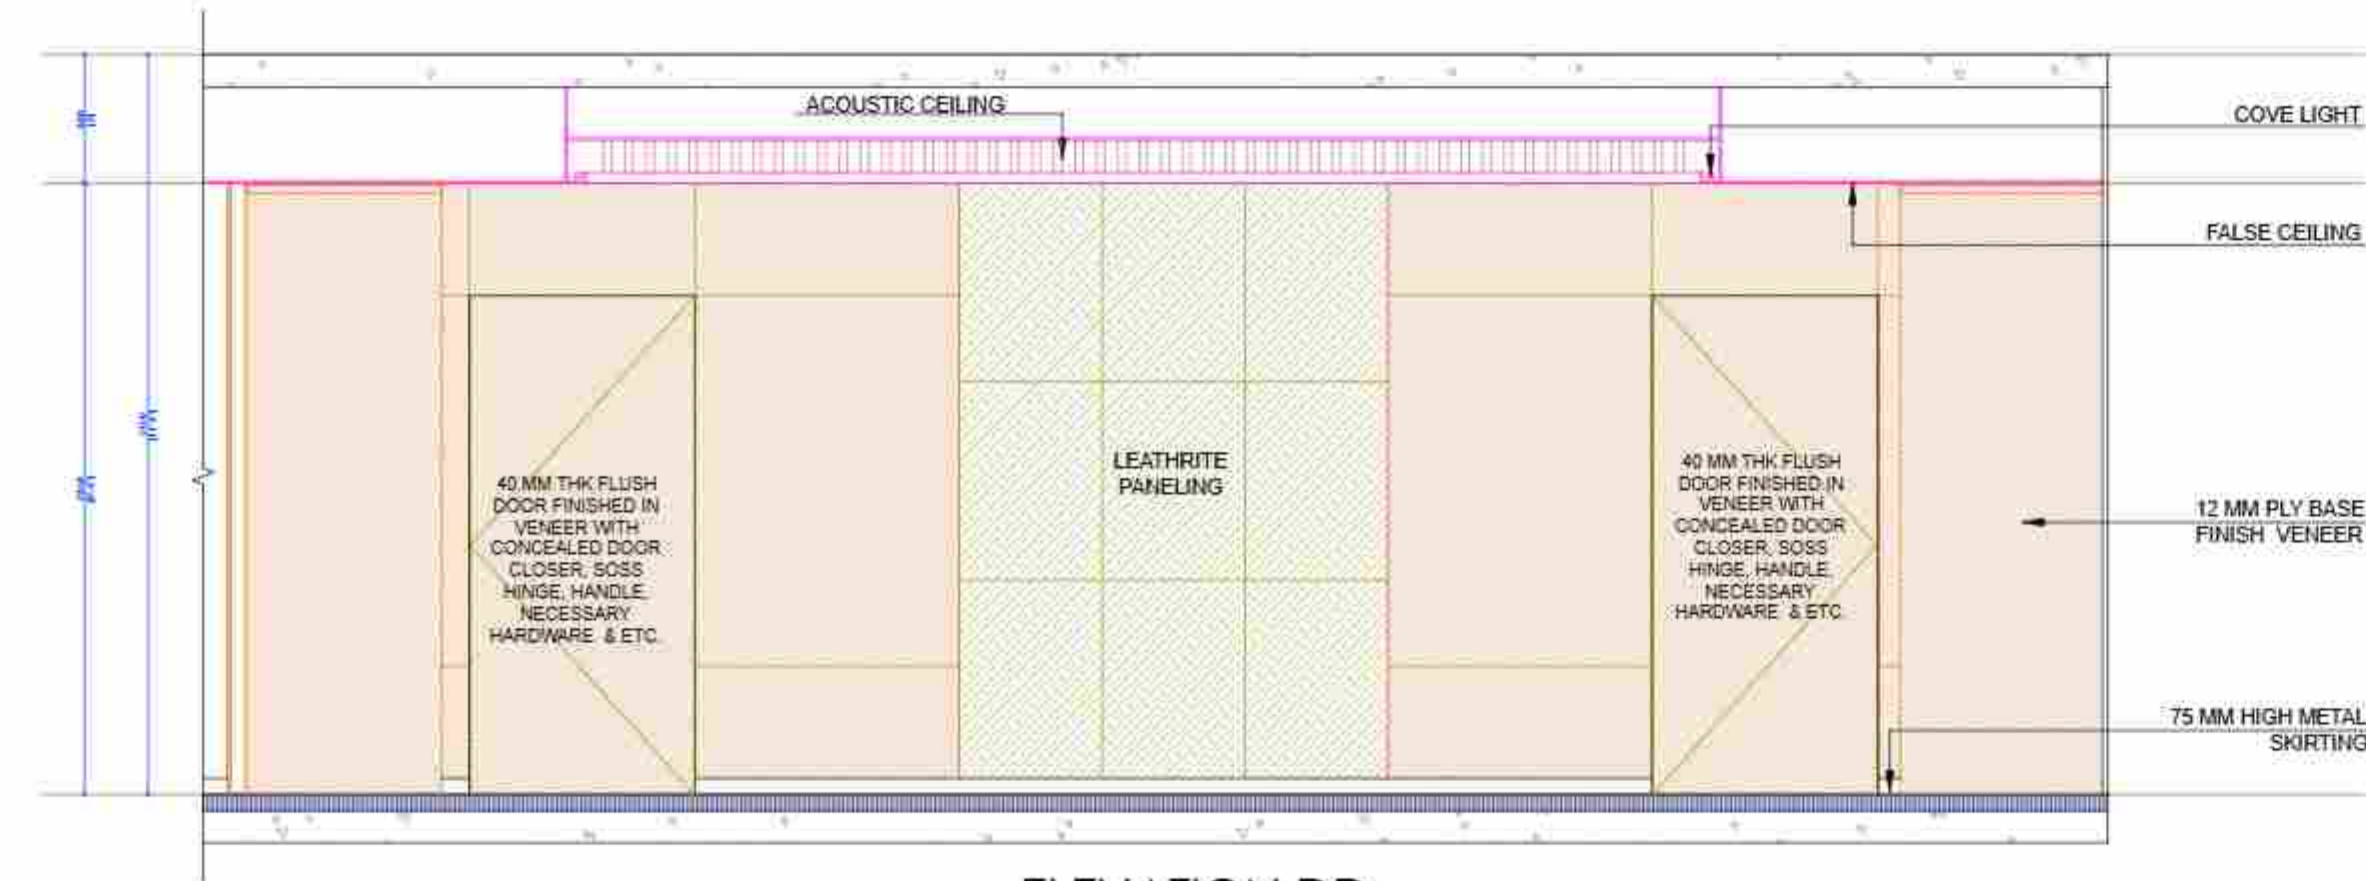 ACOUSTIC CEILING
COVE LIGHT
FALSE CEILING
LEATHRITE
PANELING
40 MM THK FLUSH
DOOR FINISHED IN
VENEER WITH
CONCEALED DOOR
CLOSER, SOSS
HINGE, HANDLE,
NECESSARY
HARDWARE & ETC.
40 MM THK FLUSH
DOOR FINISHED IN
VENEER WITH
CONCEALED DOOR
CLOSER, SOSS
HINGE, HANDLE,
NECESSARY
HARDWARE & ETC.
12 MM PLY BASE
FINISH VENEER
75 MM HIGH METAL
SKIRTING